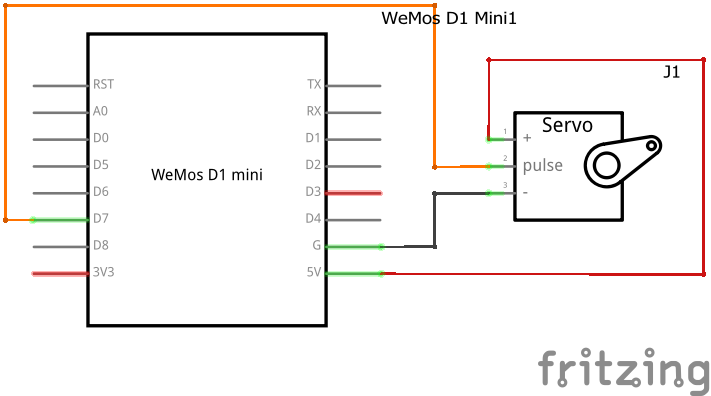 WeMos D1 Mini1
J1
RST
A0
D0
D5
D6
D7
D8
3V3
WeMos D1 mini
TX
RX
D1
D2
D3
D4
G
5V
Servo
1
+
2
pulse
3
-
fritzing